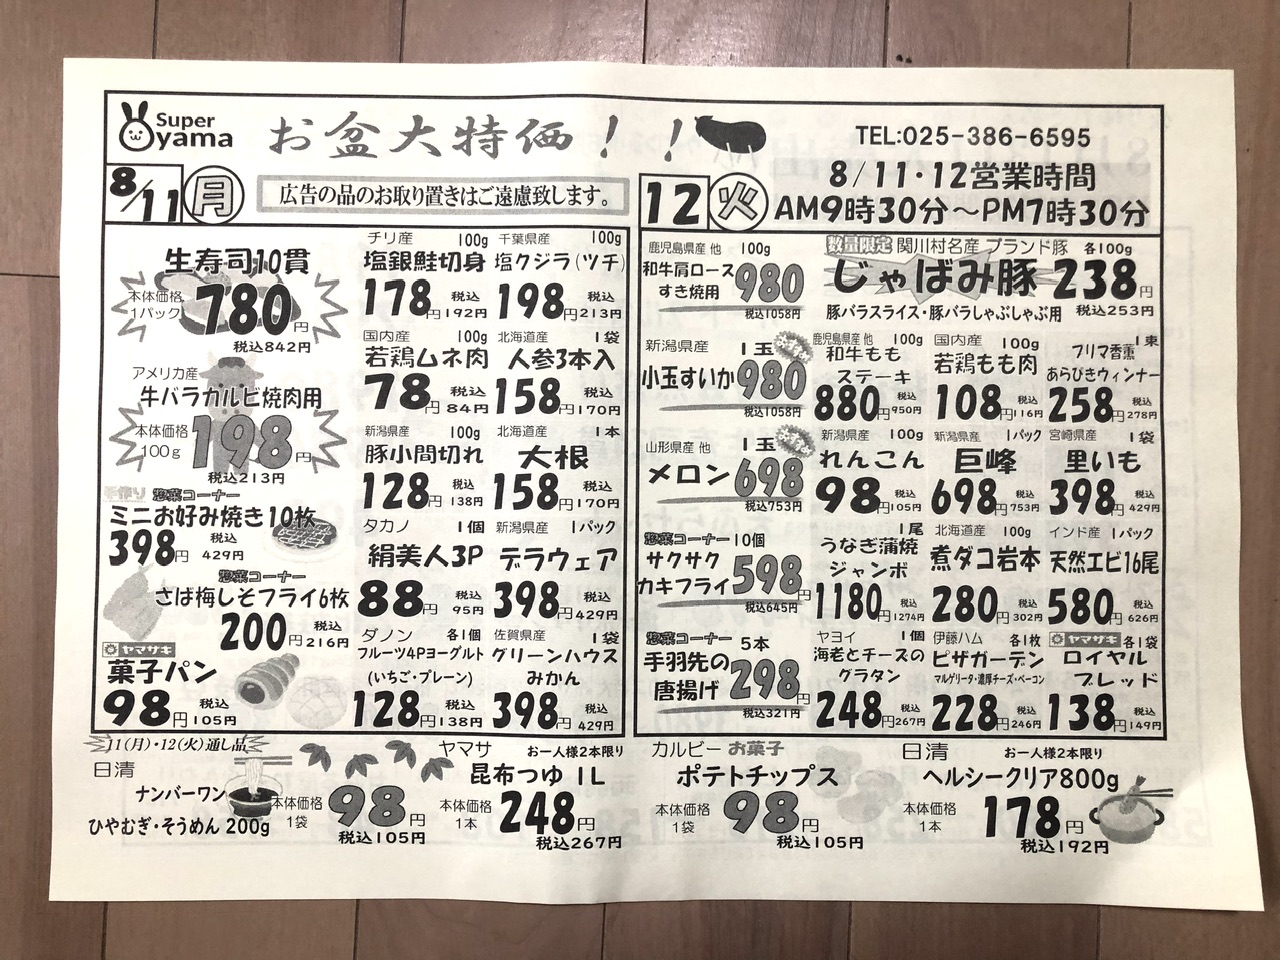 Super
oyama
お盆大特価！！
TEL:025-386-6595
8/11 月
広告の品のお取り置きはご遠慮致します。
12 火
8/11・12営業時間
AM9時30分～PM7時30分
生寿司10貫
本体価格
1パック
780円
税込842円
アメリカ産
牛バラカルビ焼肉用
本体価格
100g
198円
税込213円
手作り 惣菜コーナー
ミニお好み焼き10枚
398円 税込 429円
惣菜コーナー
さば梅しそフライ6枚
200円 税込 216円
ヤマザキ
菓子パン
98円 税込 105円
チリ産 100g
塩銀鮭切身
178円 税込 192円
千葉県産 100g
塩クジラ(ツチ)
198円 税込 213円
国内産 100g
若鶏ムネ肉
78円 税込 84円
北海道産 1袋
人参3本入
158円 税込 170円
新潟県産 100g
豚小間切れ
128円 税込 138円
北海道産 1本
大根
158円 税込 170円
タカノ 1個
絹美人3P
88円 税込 95円
新潟県産 1パック
デラウェア
398円 税込 429円
ダノン 各1個
フルーツ4Pヨーグルト
(いちご・プレーン)
128円 税込 138円
佐賀県産 1袋
グリーンハウス
みかん
398円 税込 429円
鹿児島県産 他 100g
和牛肩ロース
すき焼用
980
税込1058円
数量限定 関川村名産 ブランド豚 各100g
じゃばみ豚 238円
豚バラスライス・豚バラしゃぶしゃぶ用 税込253円
新潟県産 1玉
小玉すいか
980
税込1058円
鹿児島県産 他 100g
和牛もも
ステーキ
880円 税込 950円
国内産 100g
若鶏もも肉
108円 税込 116円
1束
プリマ香薫
あらびきウィンナー
258円 税込 278円
山形県産 他 1玉
メロン
698
税込753円
新潟県産 100g
れんこん
98円 税込 105円
新潟県産 1パック
巨峰
698円 税込 753円
宮崎県産 1袋
里いも
398円 税込 429円
惣菜コーナー 10個
サクサク
カキフライ
598円
税込645円
1尾
うなぎ蒲焼
ジャンボ
1180円 税込 1274円
北海道産 100g
煮ダコ岩本
280円 税込 302円
インド産 1パック
天然エビ16尾
580円 税込 626円
惣菜コーナー 5本
手羽先の
唐揚げ
298円
税込321円
ヤヨイ 1個
海老とチーズの
グラタン
248円 税込 267円
伊藤ハム 各1枚
ピザガーデン
マルゲリータ・濃厚チーズ・ベーコン
228円 税込 246円
ヤマザキ 各1袋
ロイヤル
ブレッド
138円 税込 149円
11(月)・12(火)通し品
日清
ナンバーワン
ひやむぎ・そうめん 200g
本体価格
1袋
98円
税込105円
ヤマサ お一人様2本限り
昆布つゆ 1L
本体価格
1本
248円
税込267円
カルビー お菓子
ポテトチップス
本体価格
1袋
98円
税込105円
日清 お一人様2本限り
ヘルシークリア800g
本体価格
1本
178円
税込192円